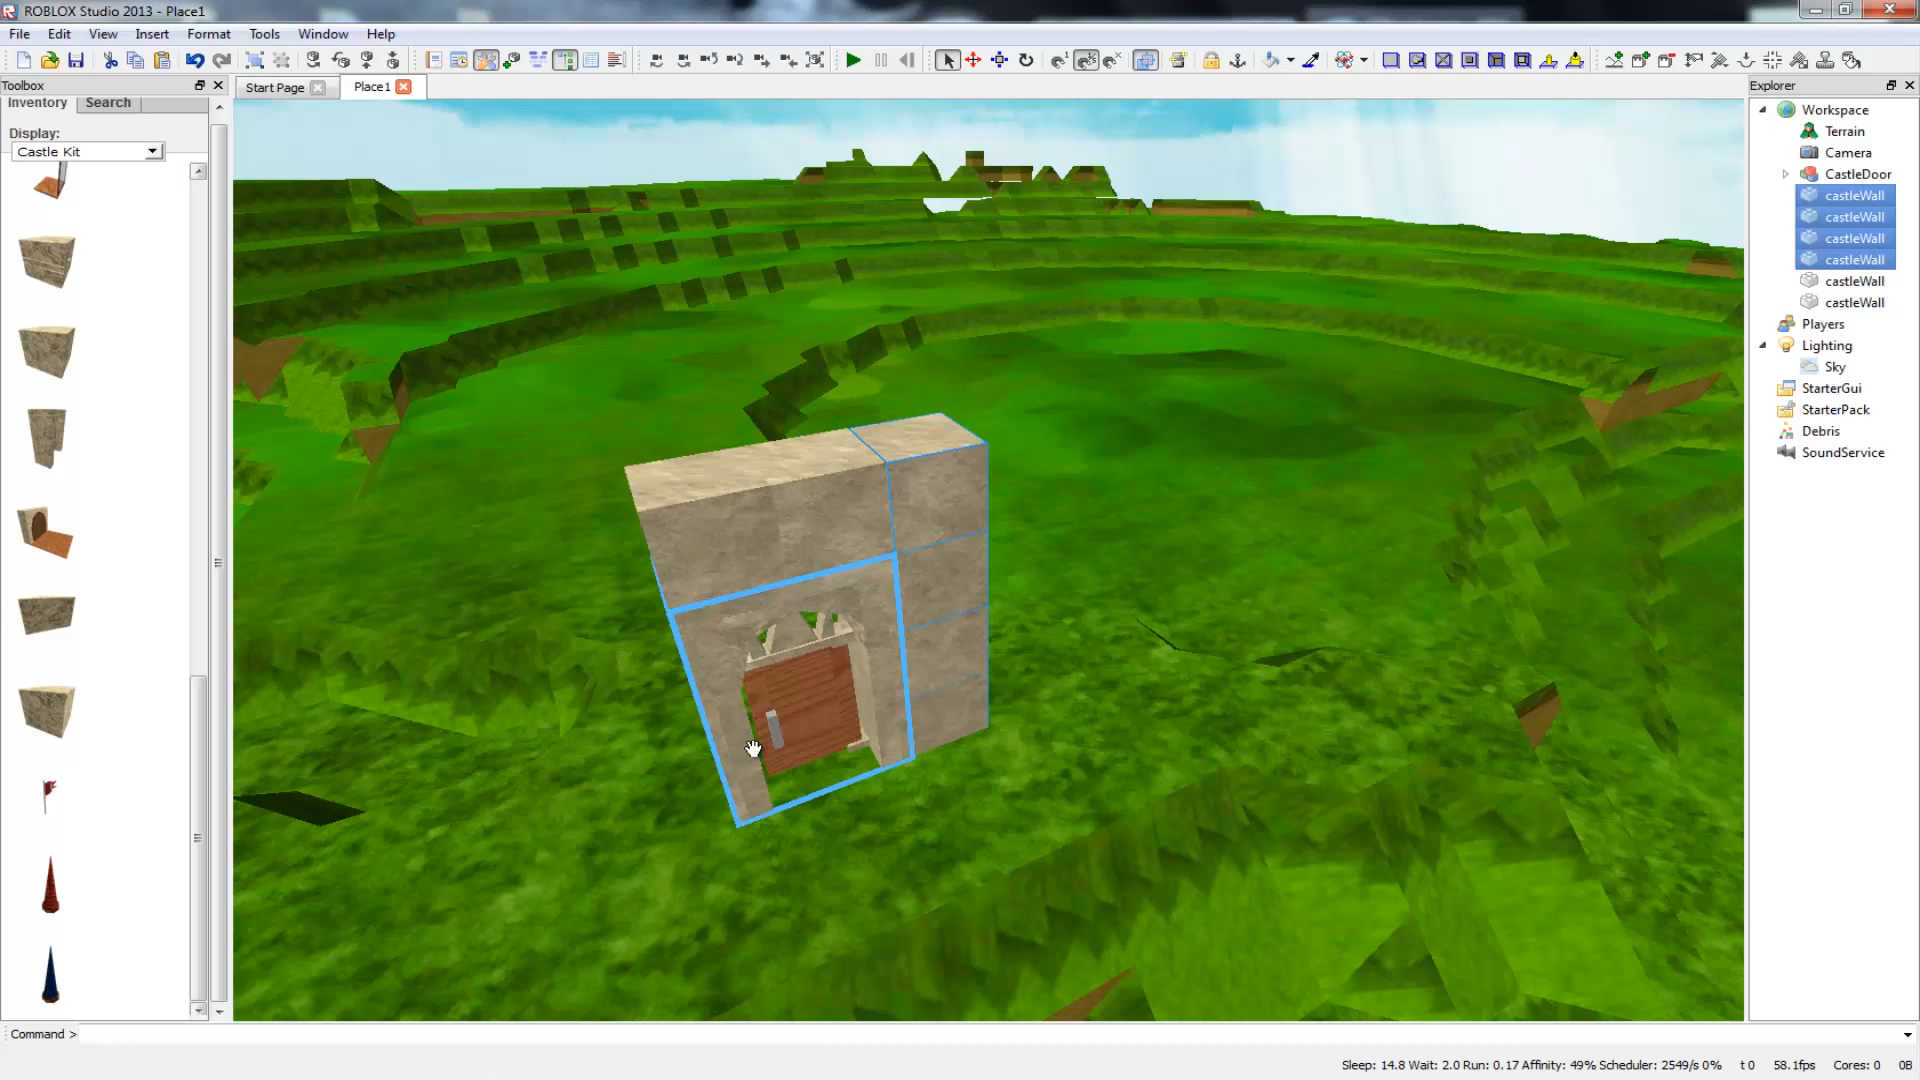 ROBLOX Studio 2013 - Place1
File Edit View Insert Format Tools Window Help
Toolbox
Start Page
Place1
Explorer
Inventory
Search
Display:
Castle Kit
Workspace
Terrain
Camera
CastleDoor
castleWall
castleWall
castleWall
castleWall
castleWall
castleWall
Players
Lighting
Sky
StarterGui
StarterPack
Debris
SoundService
Command >
Sleep: 14.8 Wait: 2.0 Run: 0.17 Affinity: 49% Scheduler: 2549/s 0% t 0 58.1fps Cores: 0 0B